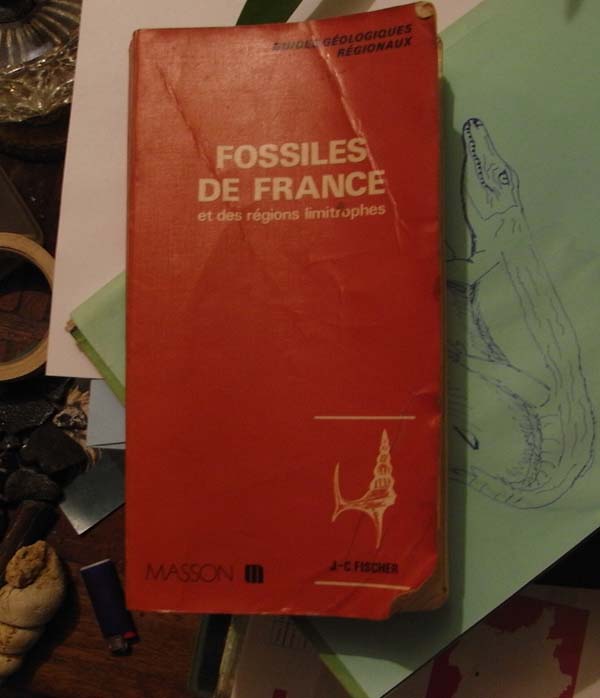 GUIDES GÉOLOGIQUES
RÉGIONAUX
FOSSILES
DE FRANCE
et des régions limitrophes
J.-C FISCHER
MASSON m